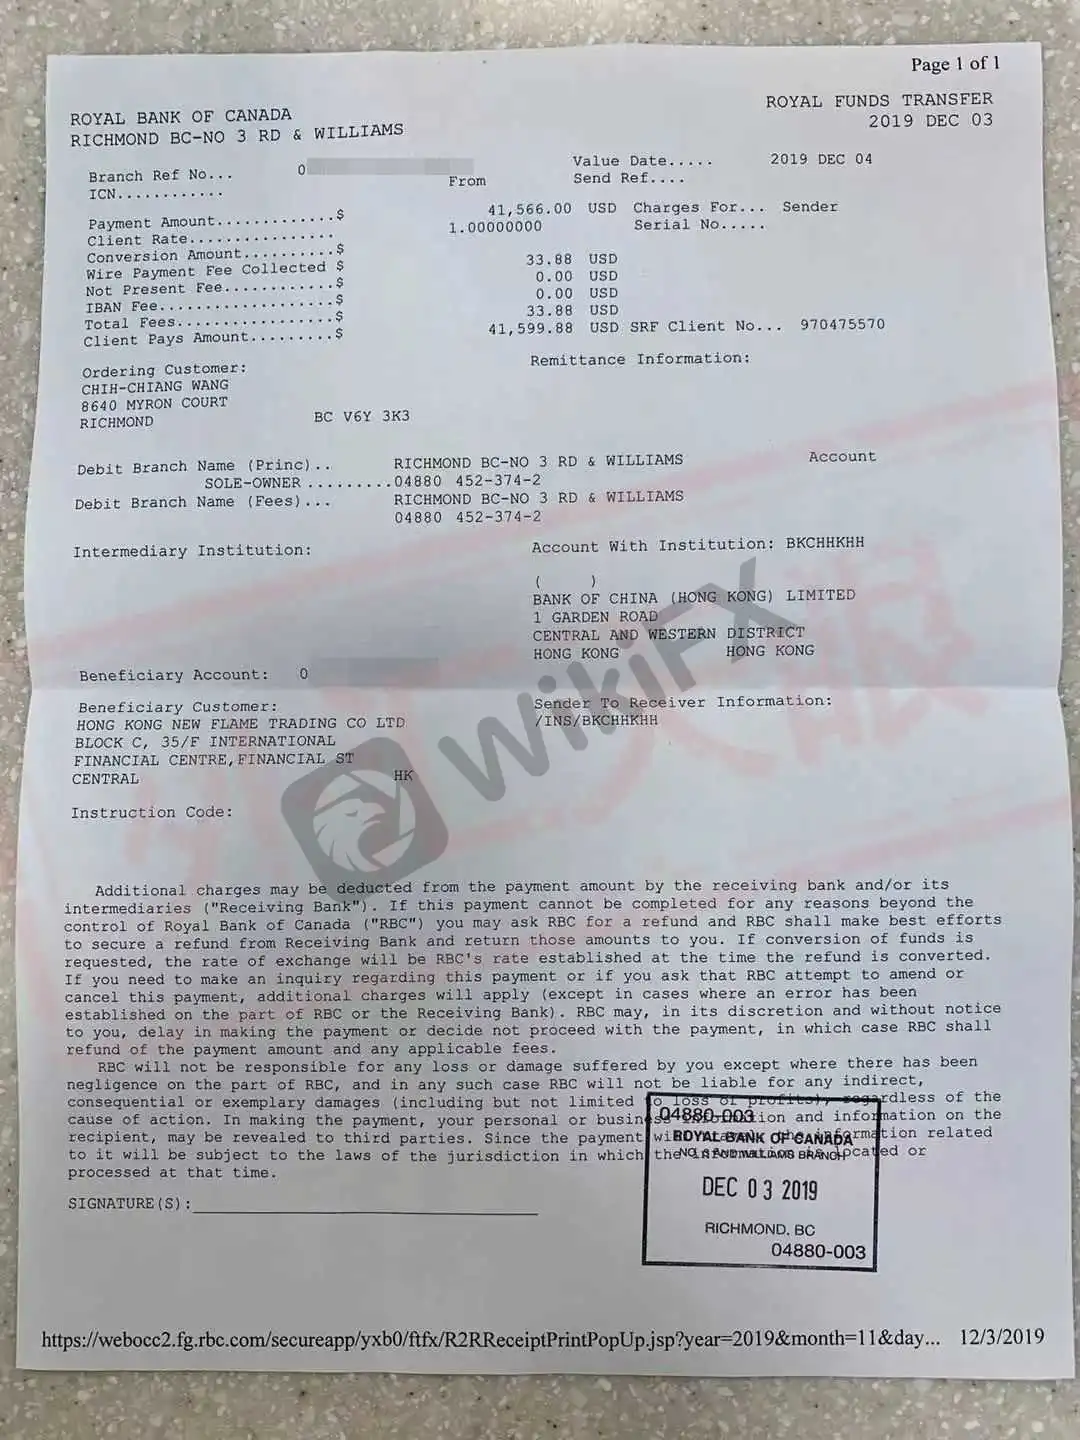 Page 1 of 1
ROYAL BANK OF CANADA
RICHMOND BC-NO 3 RD & WILLIAMS
ROYAL FUNDS TRANSFER
2019 DEC 03
Branch Ref No... 0
ICN............
From
Value Date..... 2019 DEC 04
Send Ref....
Payment Amount.............$ 41,566.00 USD Charges For... Sender
Client Rate................ 1.00000000 Serial No.....
Conversion Amount..........$
Wire Payment Fee Collected $ 33.88 USD
Not Present Fee............$ 0.00 USD
IBAN Fee...................$ 0.00 USD
Total Fees.................$ 33.88 USD
Client Pays Amount.........$ 41,599.88 USD SRF Client No... 970475570
Ordering Customer:
CHIH-CHIANG WANG
8640 MYRON COURT
RICHMOND BC V6Y 3K3
Remittance Information:
Debit Branch Name (Princ).. RICHMOND BC-NO 3 RD & WILLIAMS Account
SOLE-OWNER .........04880 452-374-2
Debit Branch Name (Fees)... RICHMOND BC-NO 3 RD & WILLIAMS
04880 452-374-2
Intermediary Institution:
Account With Institution: BKCHHKHH
( )
BANK OF CHINA (HONG KONG) LIMITED
1 GARDEN ROAD
CENTRAL AND WESTERN DISTRICT
HONG KONG HONG KONG
Beneficiary Account: 0
Beneficiary Customer:
HONG KONG NEW FLAME TRADING CO LTD
BLOCK C, 35/F INTERNATIONAL
FINANCIAL CENTRE,FINANCIAL ST
CENTRAL HK
Sender To Receiver Information:
/INS/BKCHHKHH
Instruction Code:
WikiFX
Additional charges may be deducted from the payment amount by the receiving bank and/or its
intermediaries ("Receiving Bank"). If this payment cannot be completed for any reasons beyond the
control of Royal Bank of Canada ("RBC") you may ask RBC for a refund and RBC shall make best efforts
to secure a refund from Receiving Bank and return those amounts to you. If conversion of funds is
requested, the rate of exchange will be RBC's rate established at the time the refund is converted.
If you need to make an inquiry regarding this payment or if you ask that RBC attempt to amend or
cancel this payment, additional charges will apply (except in cases where an error has been
established on the part of RBC or the Receiving Bank). RBC may, in its discretion and without notice
to you, delay in making the payment or decide not proceed with the payment, in which case RBC shall
refund of the payment amount and any applicable fees.
RBC will not be responsible for any loss or damage suffered by you except where there has been
negligence on the part of RBC, and in any such case RBC will not be liable for any indirect,
consequential or exemplary damages (including but not limited to loss of profits), regardless of the
cause of action. In making the payment, your personal or business information and information on the
recipient, may be revealed to third parties. Since the payment information related
to it will be subject to the laws of the jurisdiction in which the information is located or
processed at that time.
SIGNATURE(S):
04880-003
ROYAL BANK OF CANADA
NO. 3 AND WILLIAMS BRANCH
DEC 03 2019
RICHMOND, BC
04880-003
https://webocc2.fg.rbc.com/secureapp/yxb0/ftfx/R2RReceiptPrintPopUp.jsp?year=2019&month=11&day... 12/3/2019